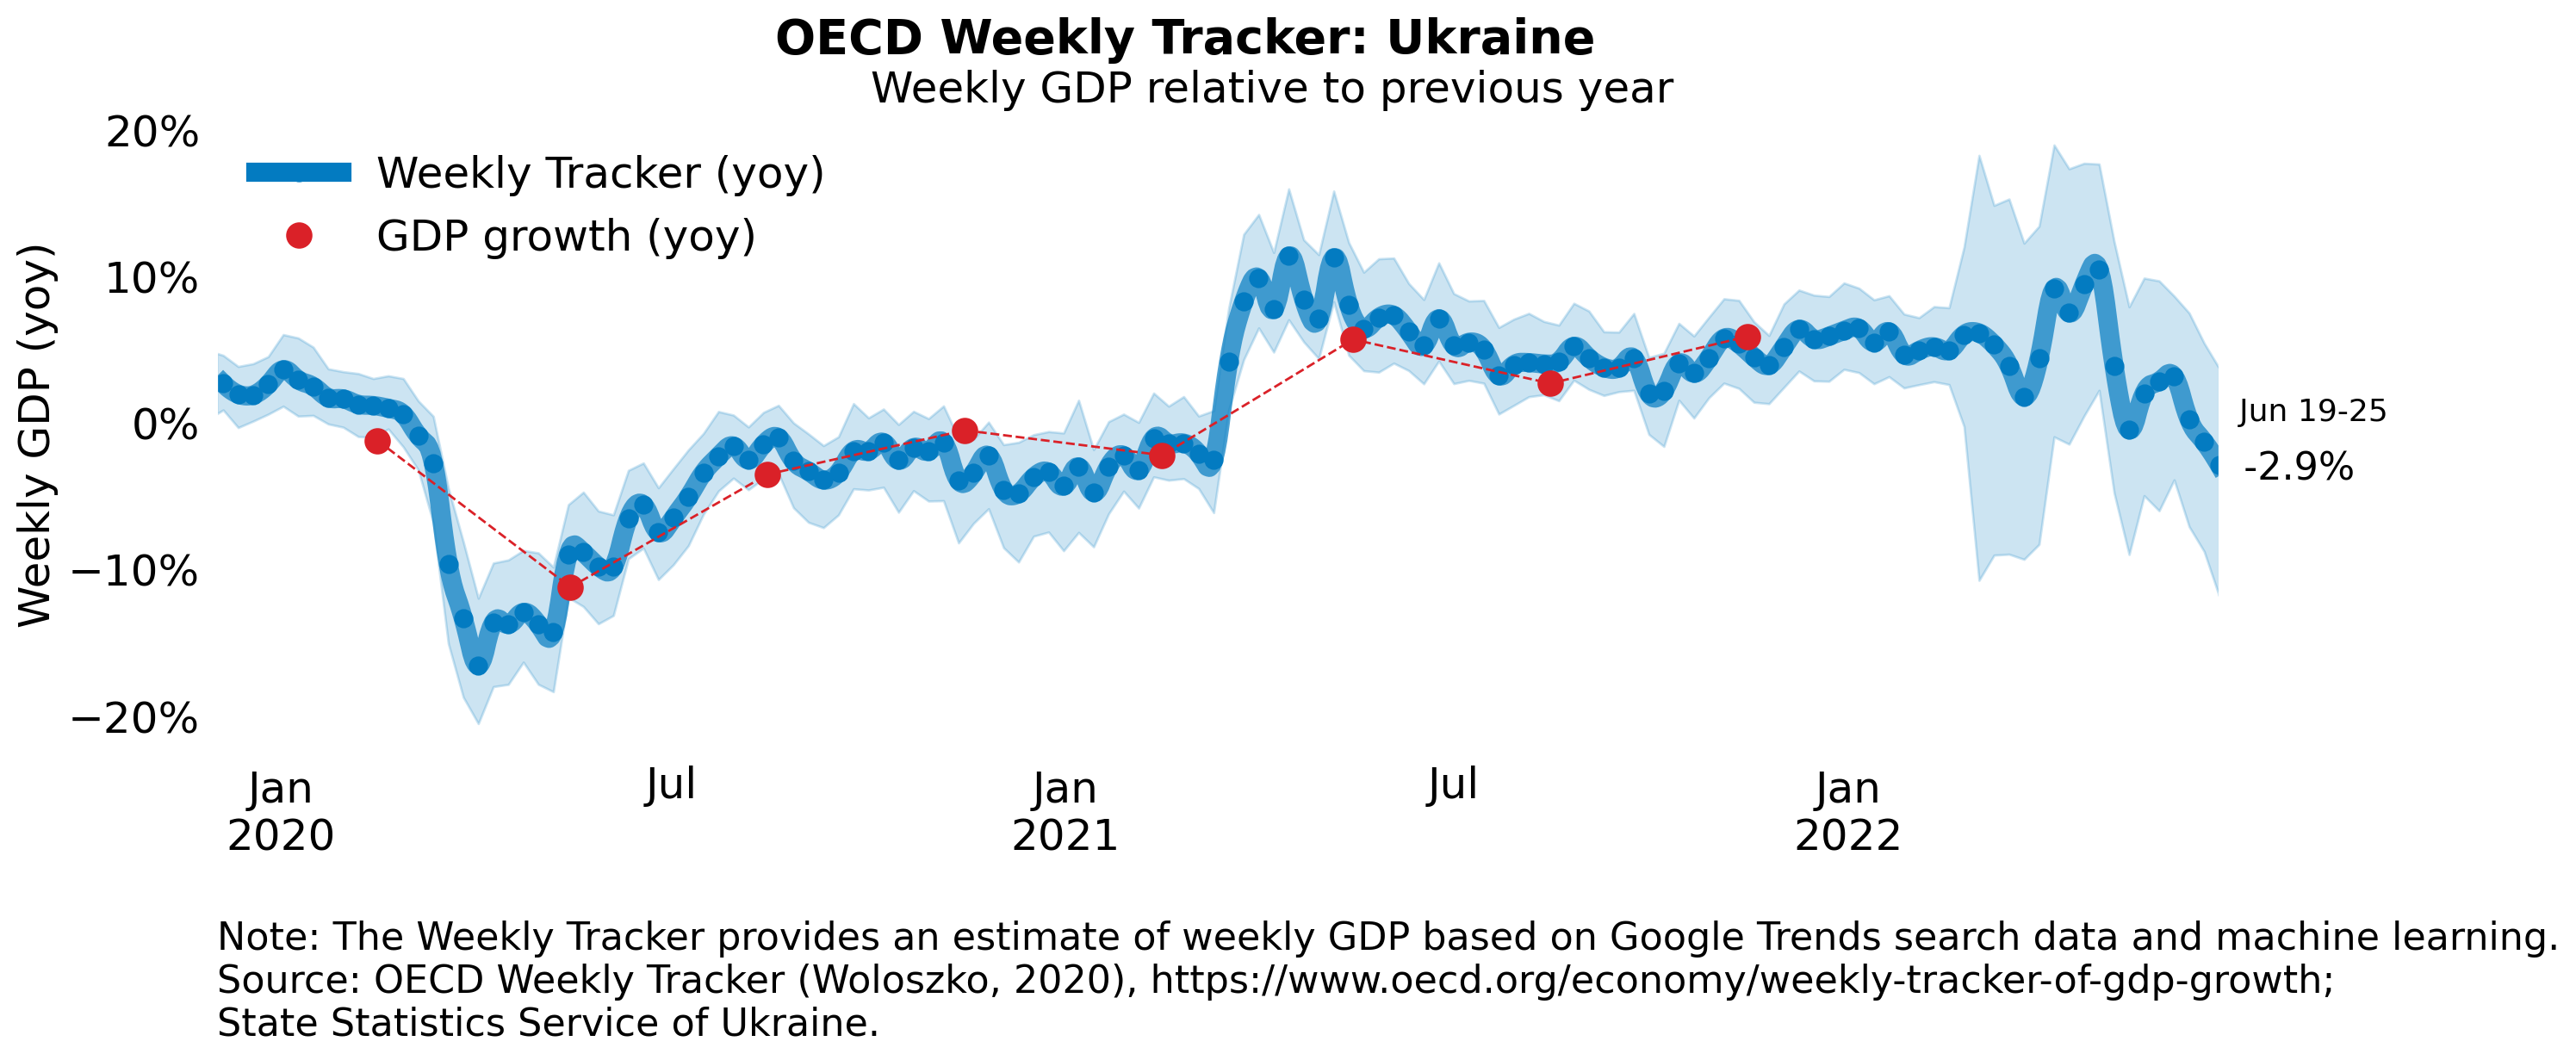 OECD Weekly Tracker: Ukraine
Weekly GDP relative to previous year
Weekly GDP (yoy)
20%
10%
0%
−10%
−20%
Weekly Tracker (yoy)
GDP growth (yoy)
Jun 19-25
-2.9%
Jan
2020
Jul
Jan
2021
Jul
Jan
2022
Note: The Weekly Tracker provides an estimate of weekly GDP based on Google Trends search data and machine learning.
Source: OECD Weekly Tracker (Woloszko, 2020), https://www.oecd.org/economy/weekly-tracker-of-gdp-growth;
State Statistics Service of Ukraine.